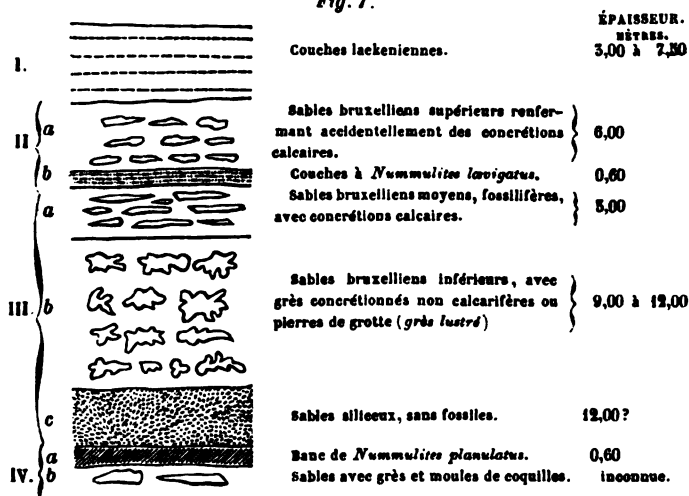 Fig. 7.
ÉPAISSEUR.
MÈTRES.
I. Couches laekeniennes. 3,00 à 7,50
II a Sables bruxelliens supérieurs renfer-
mant accidentellement des concrétions
calcaires. 6,00
b Couches à Nummulites lævigatus. 0,60
III a Sables bruxelliens moyens, fossilifères,
avec concrétions calcaires. 5,00
b Sables bruxelliens inférieurs, avec
grès concrétionnés non calcarifères ou
pierres de grotte (grès lustré) 9,00 à 12,00
c Sables siliceux, sans fossiles. 12,00?
IV. a Banc de Nummulites planulatus. 0,60
b Sables avec grès et moules de coquilles. inconnue.